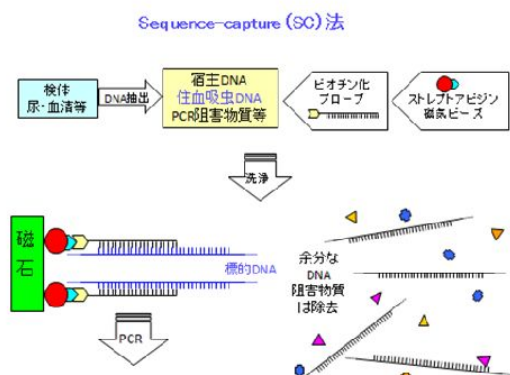 Sequence-capture(SC)法
検体
尿・血清等
DNA抽出
宿主DNA
住血吸虫DNA
PCR阻害物質等
ビオチン化
プローブ
ストレプトアビジン
磁気ビーズ
洗浄
磁
石
標的DNA
余分な
DNA
阻害物質
は除去
PCR